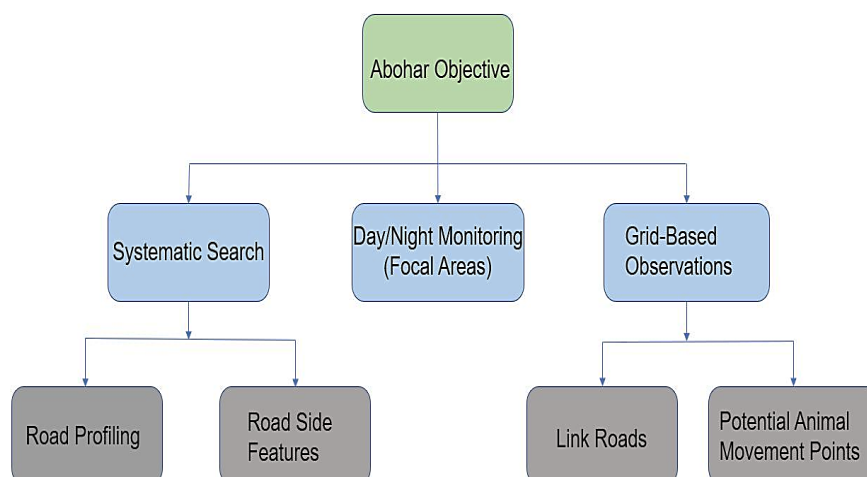 Abohar Objective
Systematic Search
Day/Night Monitoring
(Focal Areas)
Grid-Based
Observations
Road Profiling
Road Side
Features
Link Roads
Potential Animal
Movement Points